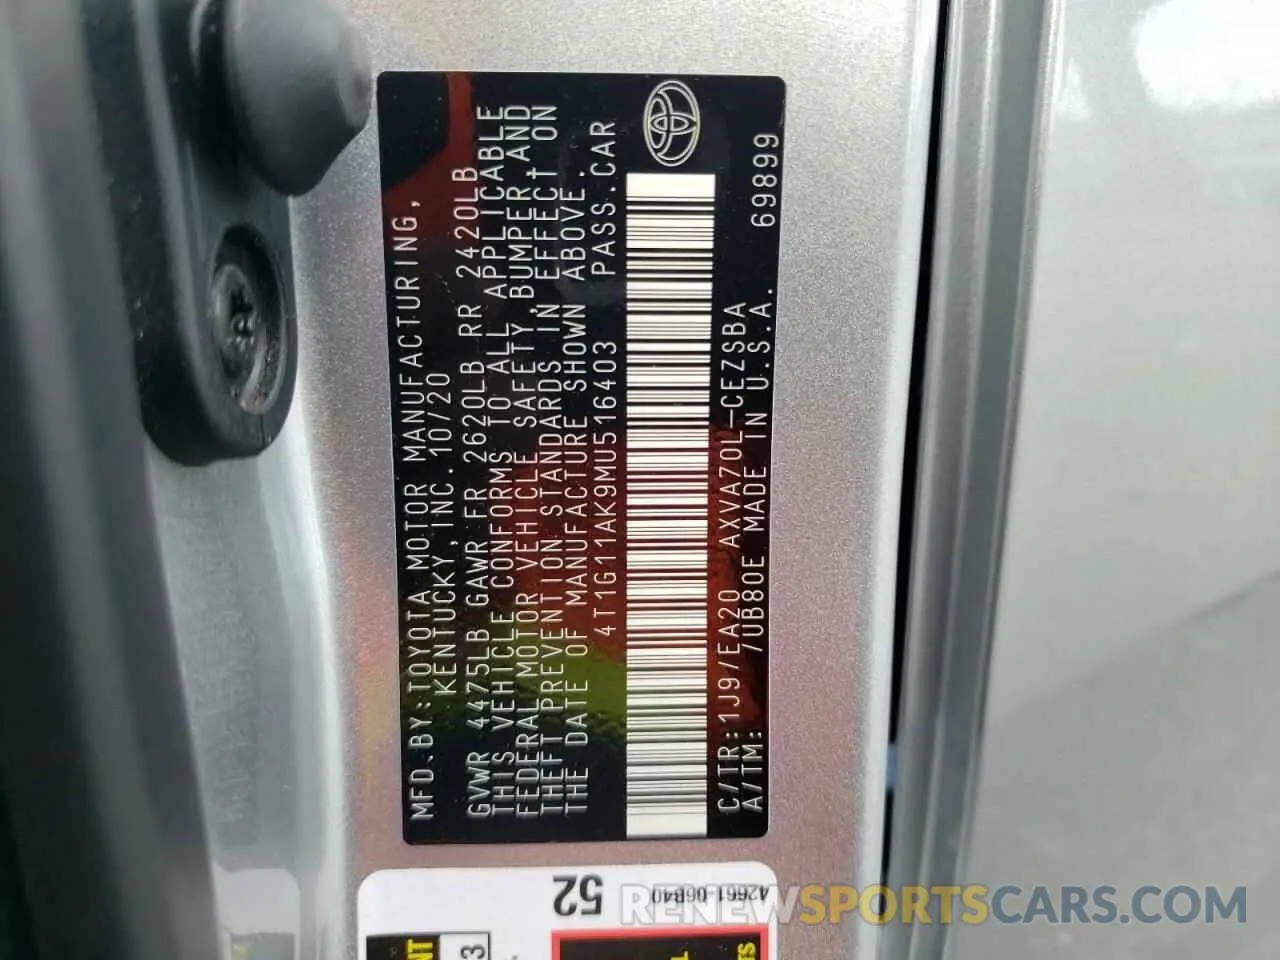 MFD.BY:TOYOTA MOTOR MANUFACTURING,
KENTUCKY,INC. 10/20
GVWR 4475LB GAWR FR 2620LB RR 2420LB
THIS VEHICLE CONFORMS TO ALL APPLICABLE
FEDERAL MOTOR VEHICLE SAFETY,BUMPER,AND
THEFT PREVENTION STANDARDS IN EFFECT ON
THE DATE OF MANUFACTURE SHOWN ABOVE.
4T1G11AK9MU516403 PASS.CAR
C/TR:1J9/EA20 AXVA70L-CEZSBA
A/TM: /UB80E MADE IN U.S.A. 69899
52
42661-06B40
3
RENEWSPORTSCARS.COM